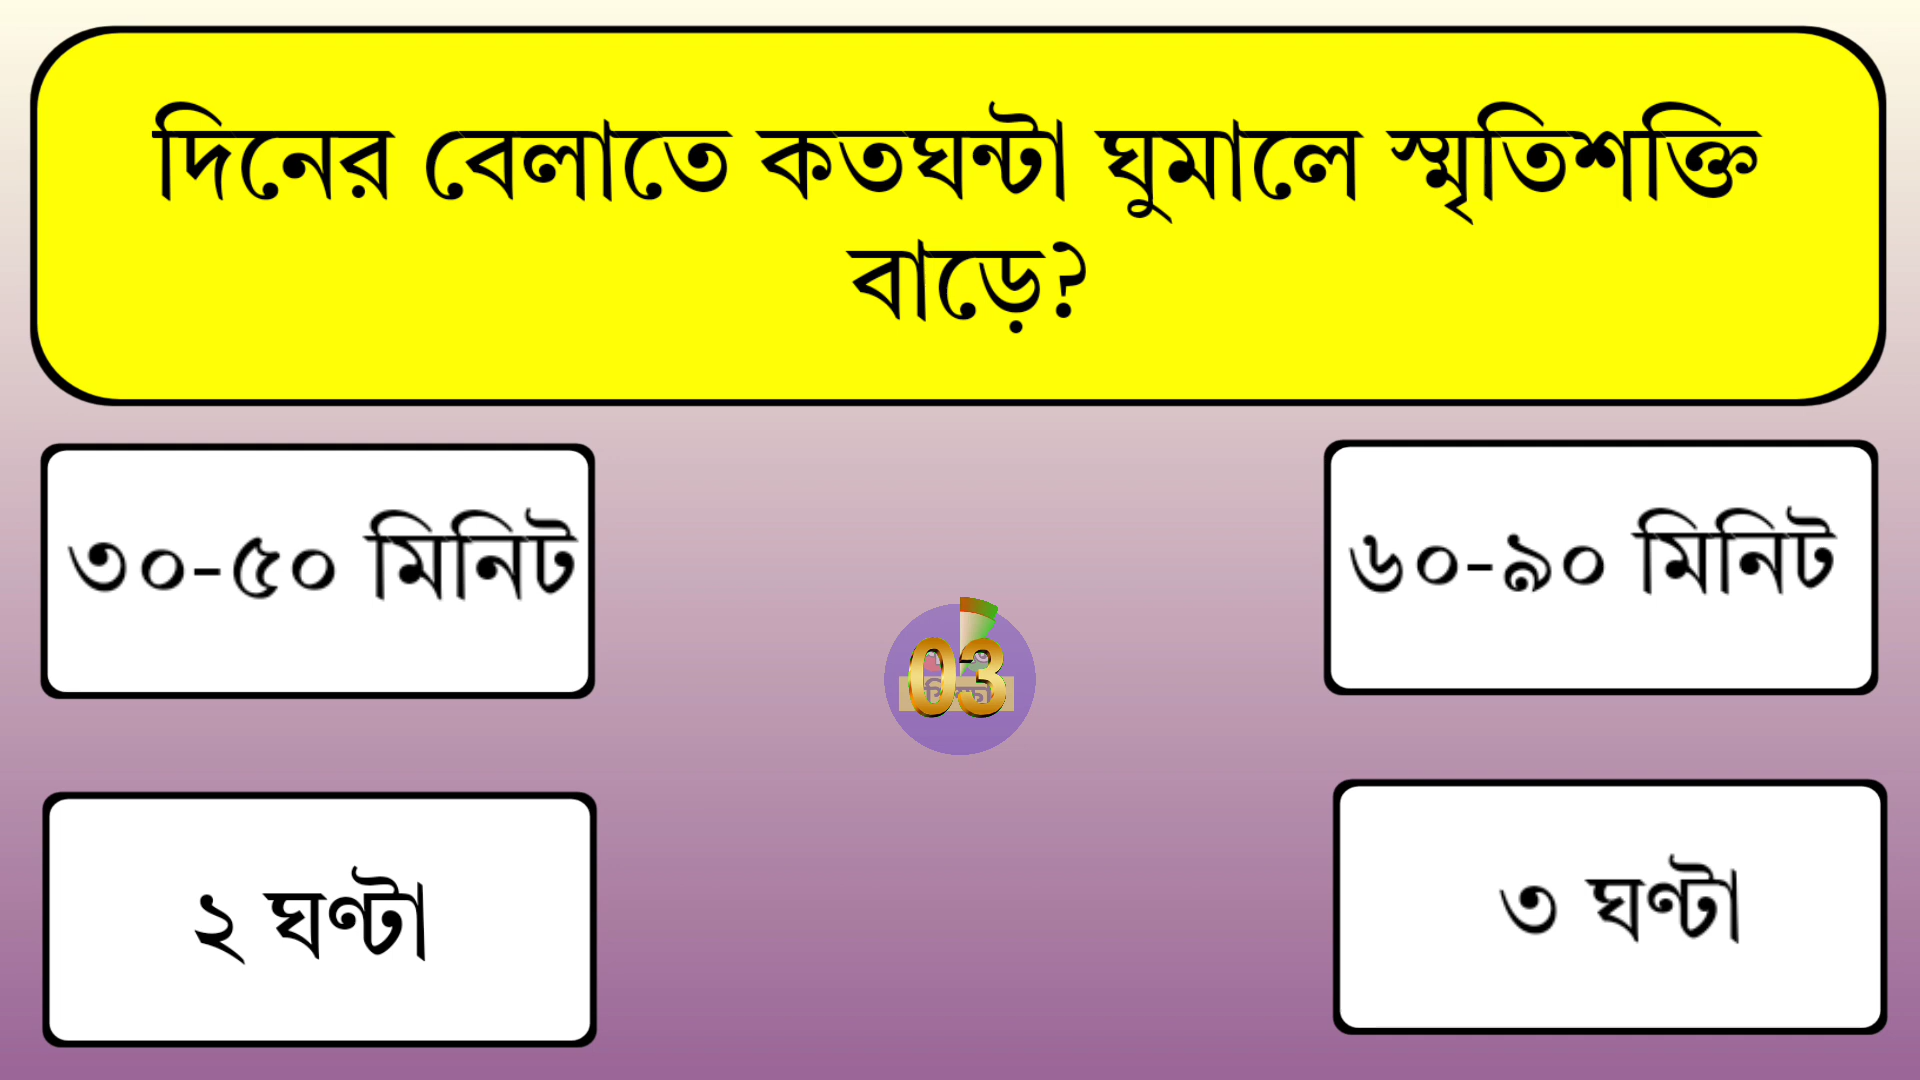 দিনের বেলাতে কতঘন্টা ঘুমালে স্মৃতিশক্তি
বাড়ে?
৩০-৫০ মিনিট
৬০-৯০ মিনিট
03
২ ঘণ্টা
৩ ঘণ্টা